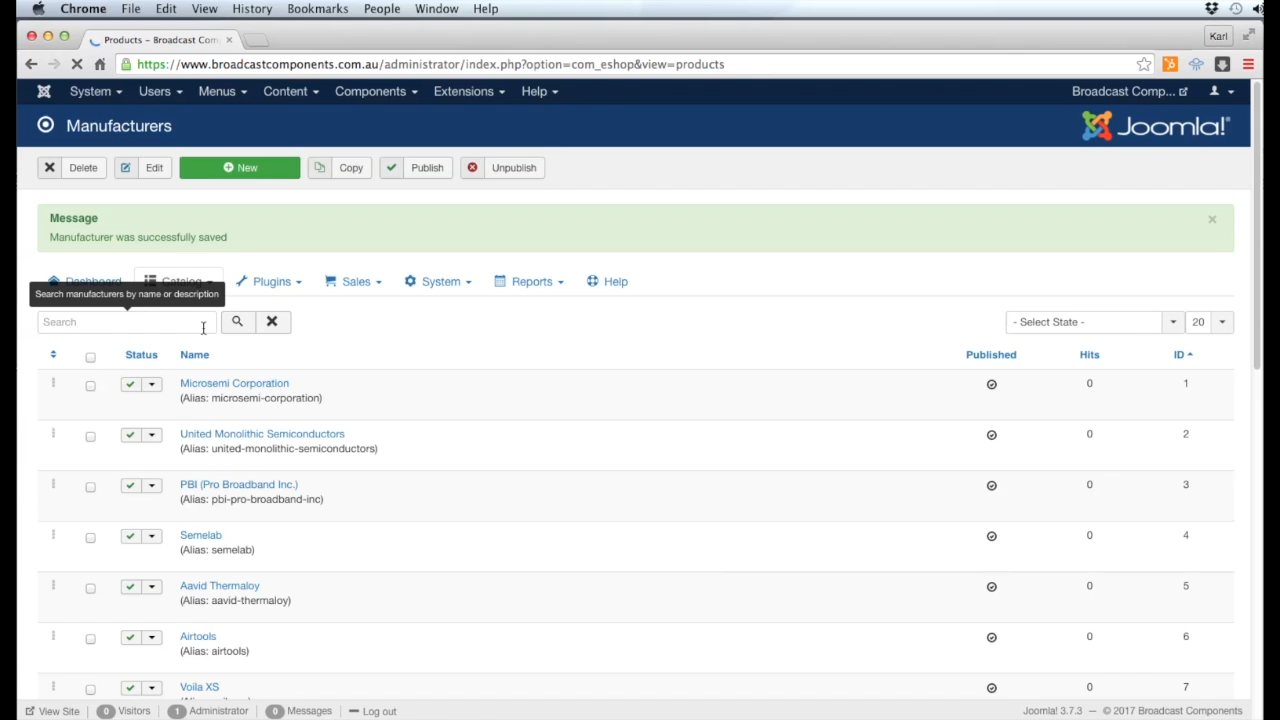 Chrome File Edit View History Bookmarks People Window Help
Products – Broadcast Com
Karl
https://www.broadcastcomponents.com.au/administrator/index.php?option=com_eshop&view=products
System Users Menus Content Components Extensions Help Broadcast Comp...
Manufacturers
Joomla!
Delete Edit New Copy Publish Unpublish
Message
Manufacturer was successfully saved
Dashboard Catalog Plugins Sales System Reports Help
Search manufacturers by name or description
Search - Select State - 20
Status Name Published Hits ID
Microsemi Corporation 0 1
(Alias: microsemi-corporation)
United Monolithic Semiconductors 0 2
(Alias: united-monolithic-semiconductors)
PBI (Pro Broadband Inc.) 0 3
(Alias: pbi-pro-broadband-inc)
Semelab 0 4
(Alias: semelab)
Aavid Thermaloy 0 5
(Alias: aavid-thermaloy)
Airtools 0 6
(Alias: airtools)
Voila XS 0 7
View Site 0 Visitors 1 Administrator 0 Messages Log out Joomla! 3.7.3 — © 2017 Broadcast Components